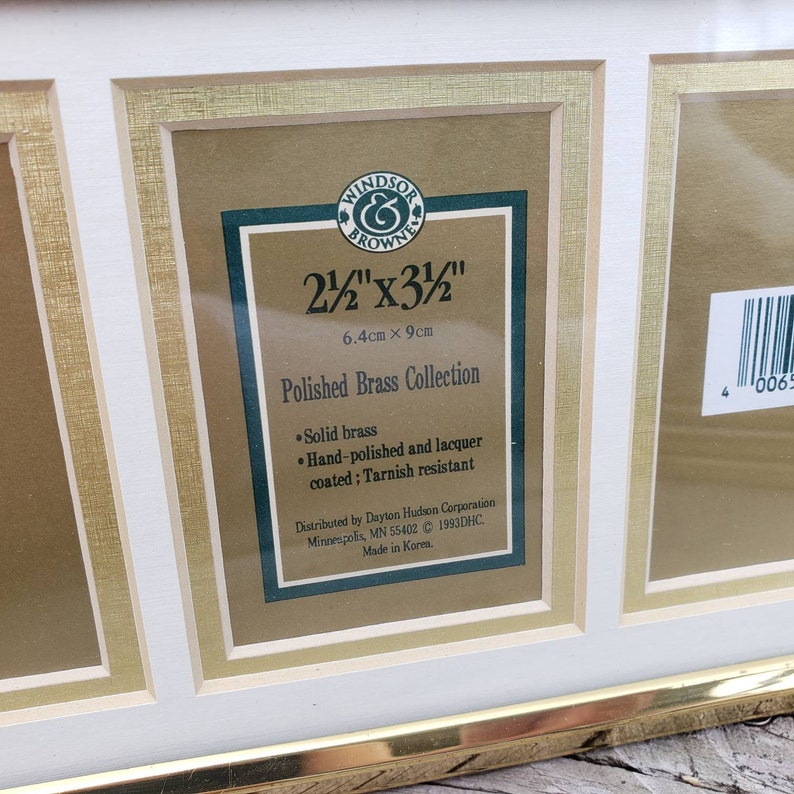 WINDSOR
&
BROWNE
2½"x3½"
6.4cm × 9cm
Polished Brass Collection
•Solid brass
•Hand-polished and lacquer
coated ; Tarnish resistant
Distributed by Dayton Hudson Corporation
Minneapolis, MN 55402 © 1993DHC.
Made in Korea.
4 0065